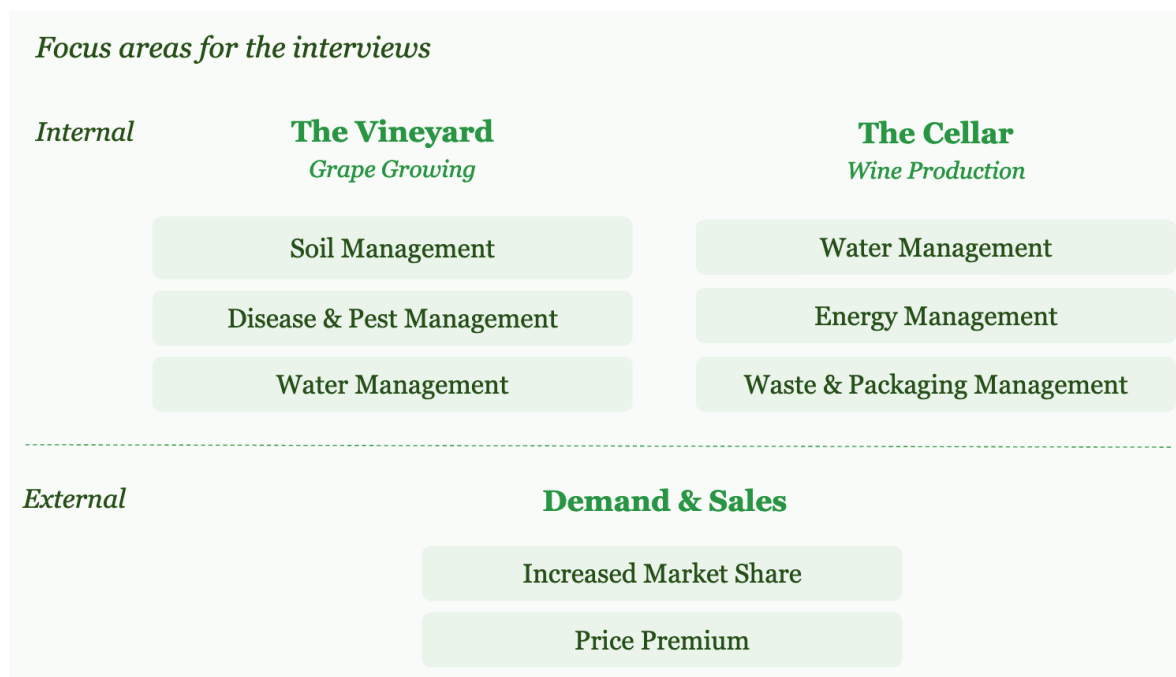 Focus areas for the interviews
Internal
The Vineyard
Grape Growing
Soil Management
Disease & Pest Management
Water Management
The Cellar
Wine Production
Water Management
Energy Management
Waste & Packaging Management
External
Demand & Sales
Increased Market Share
Price Premium